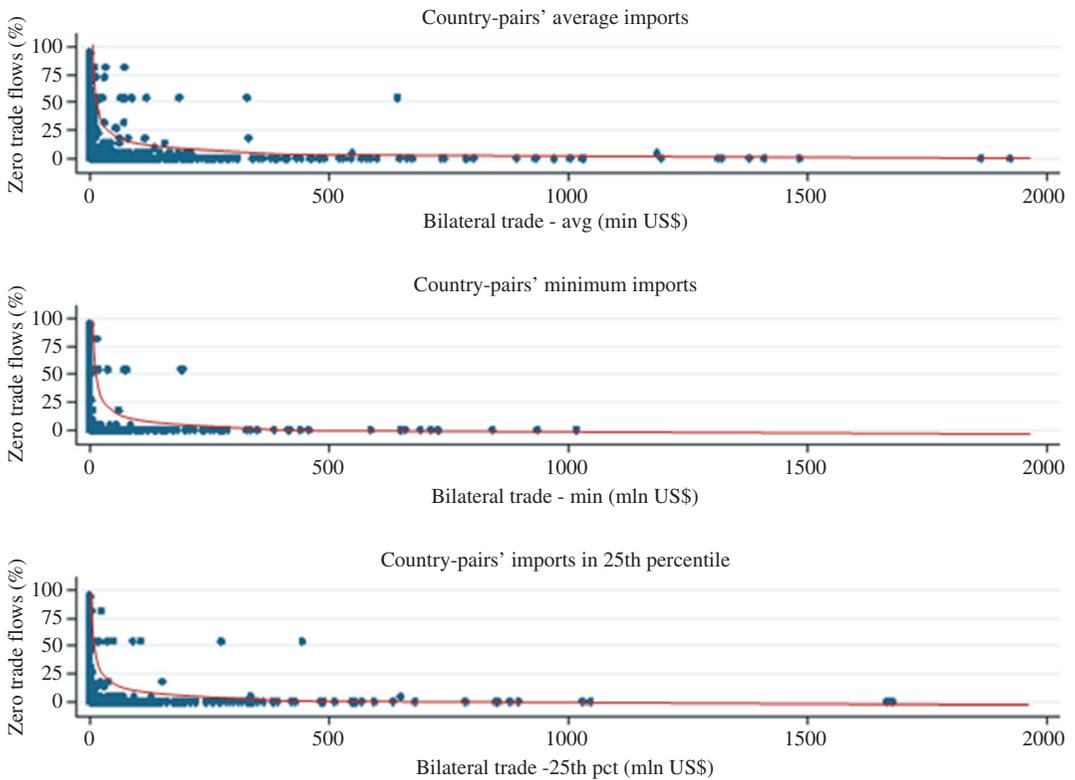 Country-pairs’ average imports
Zero trade flows (%)
100
75
50
25
0
0 500 1000 1500 2000
Bilateral trade - avg (min US$)
Country-pairs’ minimum imports
Zero trade flows (%)
100
75
50
25
0
0 500 1000 1500 2000
Bilateral trade - min (mln US$)
Country-pairs’ imports in 25th percentile
Zero trade flows (%)
100
75
50
25
0
0 500 1000 1500 2000
Bilateral trade -25th pct (mln US$)